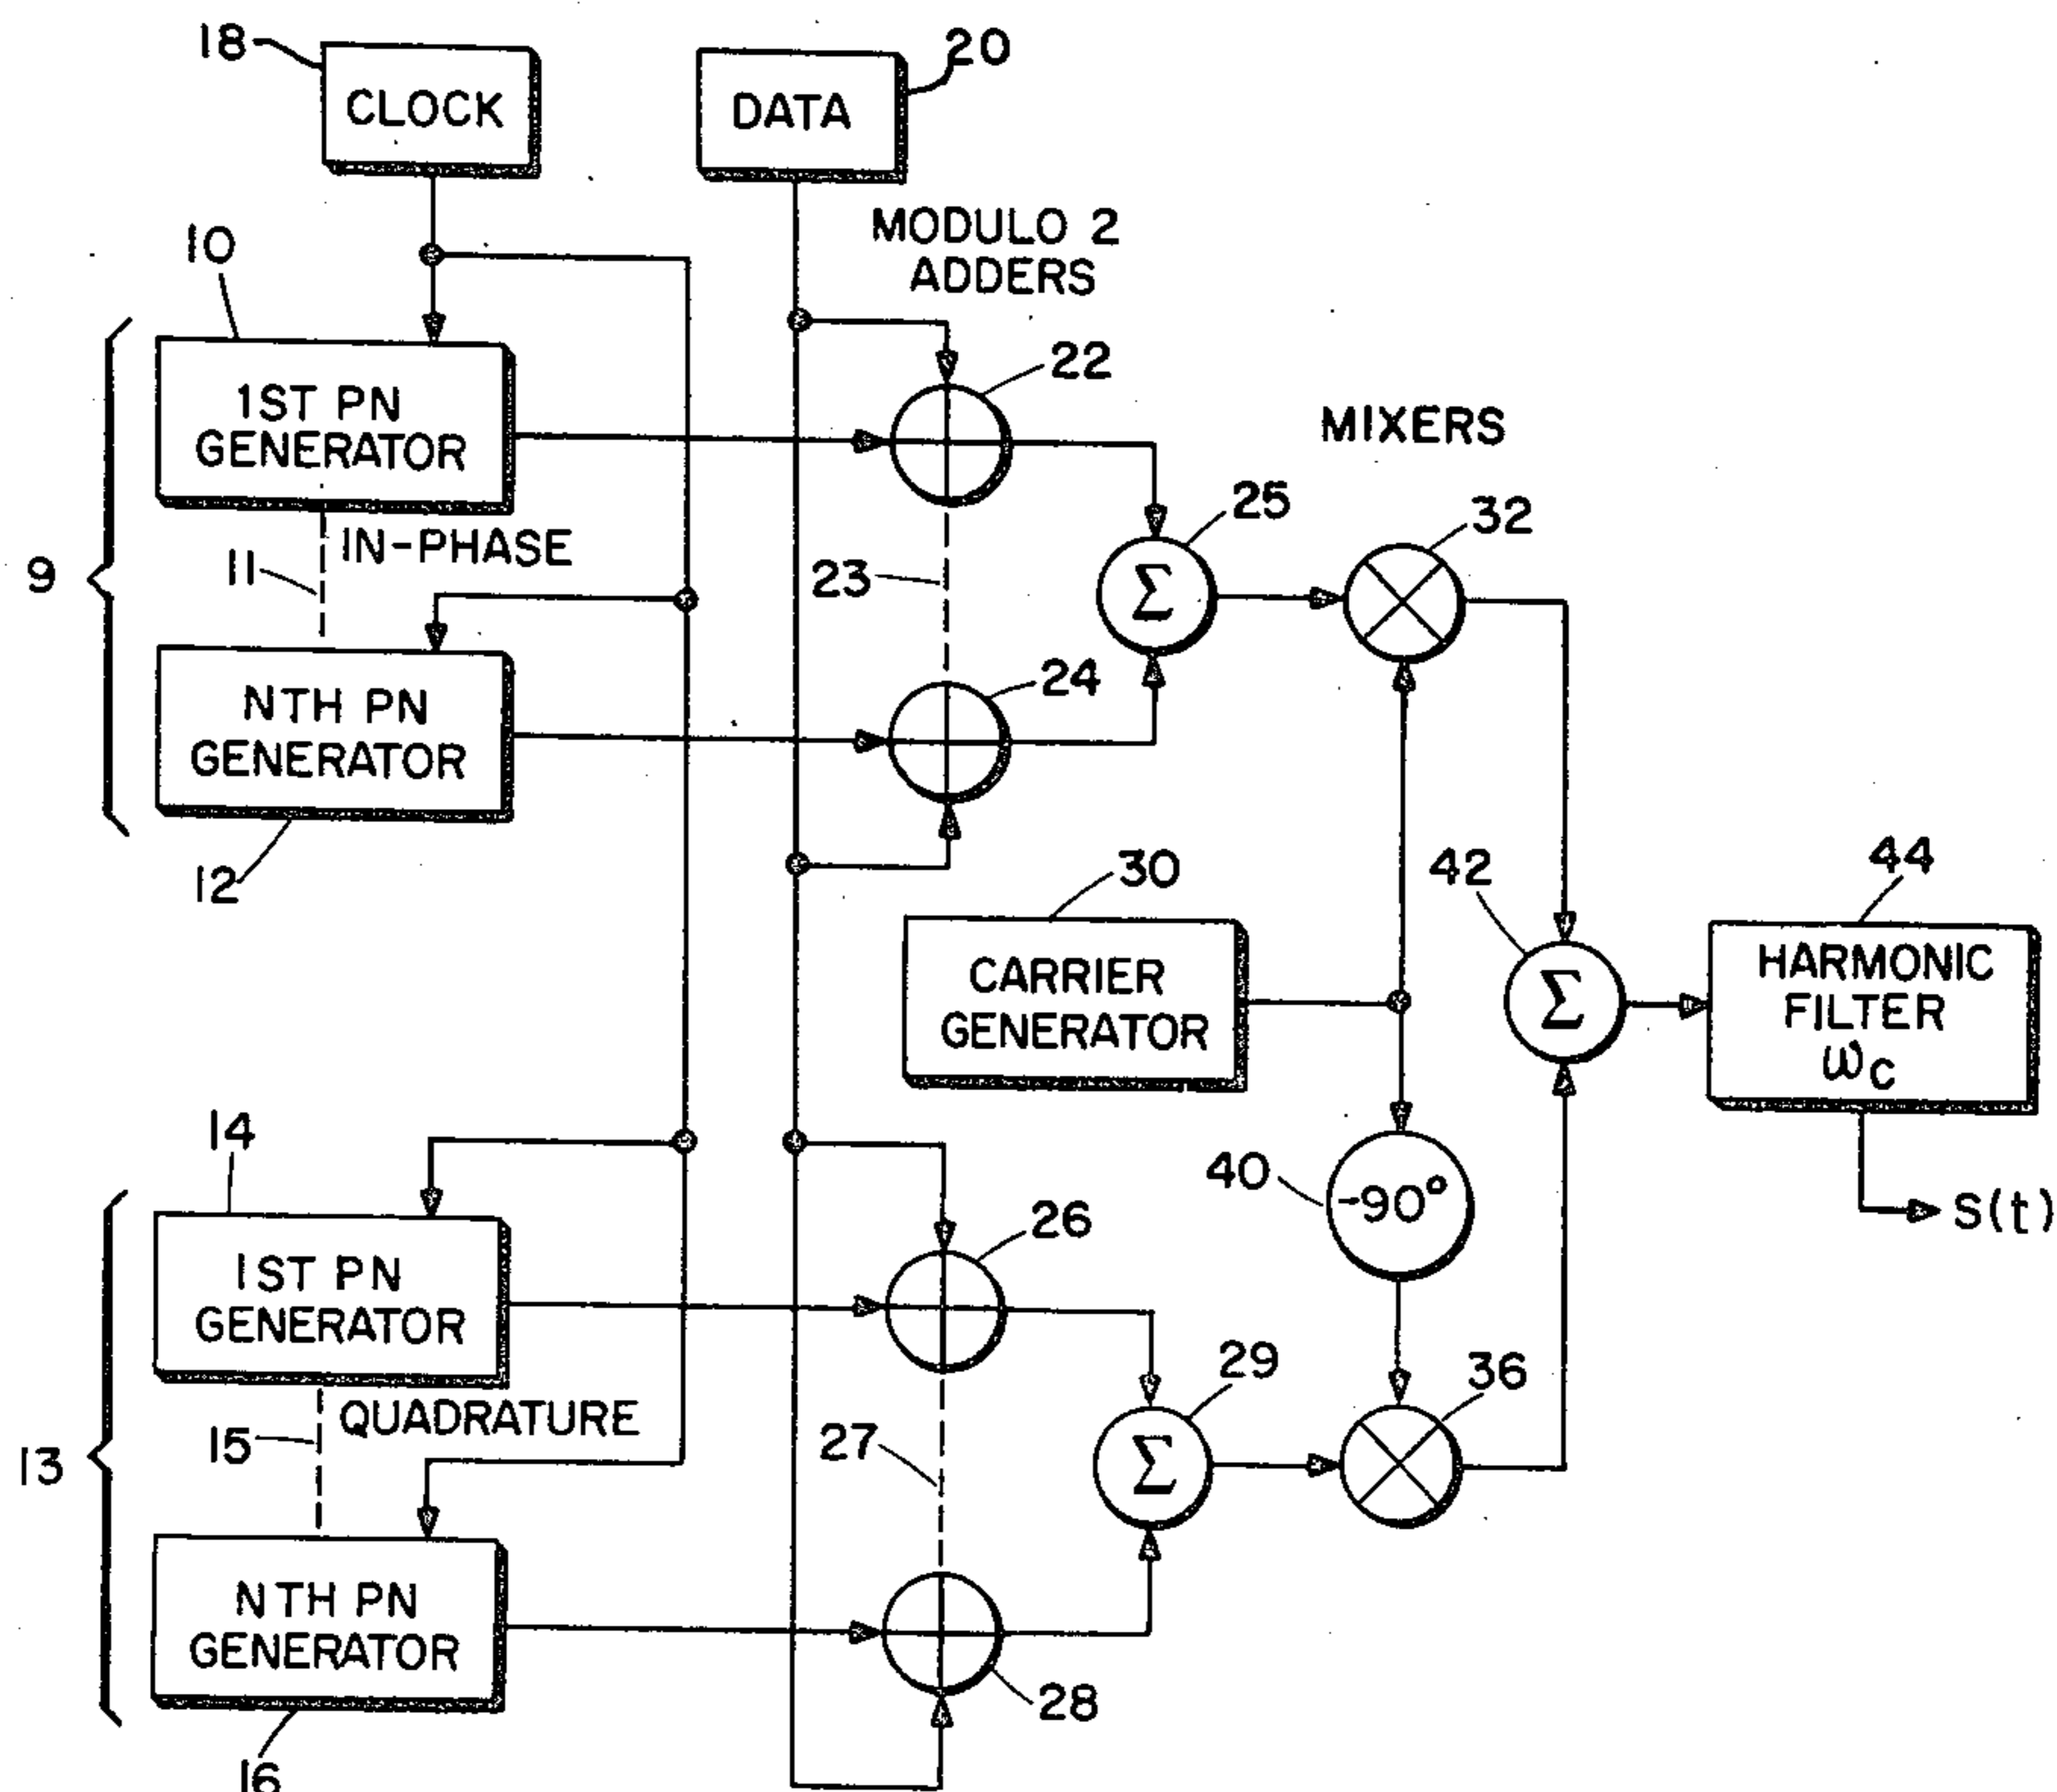 18
CLOCK
DATA
20
MODULO 2
ADDERS
10
1ST PN
GENERATOR
22
MIXERS
9
11
IN-PHASE
23
25
Σ
32
NTH PN
GENERATOR
24
12
30
CARRIER
GENERATOR
42
Σ
44
HARMONIC
FILTER
ωc
14
40
-90°
S(t)
1ST PN
GENERATOR
26
13
15
QUADRATURE
27
29
Σ
36
NTH PN
GENERATOR
28
16